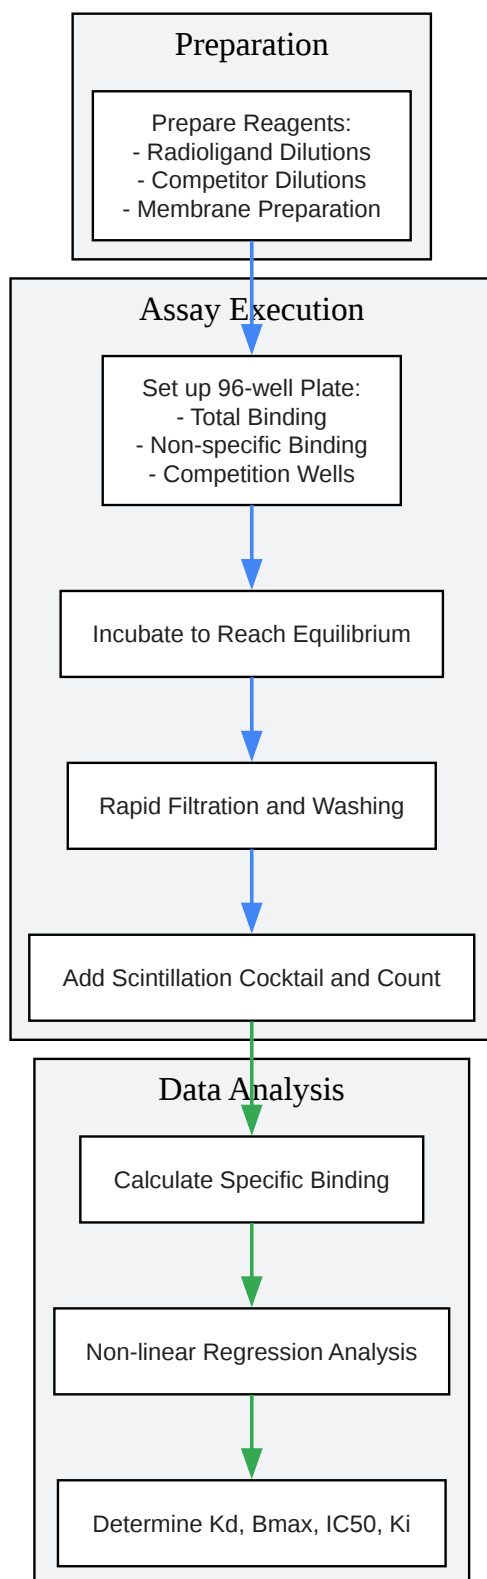 Preparation
Prepare Reagents:
- Radioligand Dilutions
- Competitor Dilutions
- Membrane Preparation
Assay Execution
Set up 96-well Plate:
- Total Binding
- Non-specific Binding
- Competition Wells
Incubate to Reach Equilibrium
Rapid Filtration and Washing
Add Scintillation Cocktail and Count
Data Analysis
Calculate Specific Binding
Non-linear Regression Analysis
Determine Kd, Bmax, IC50, Ki